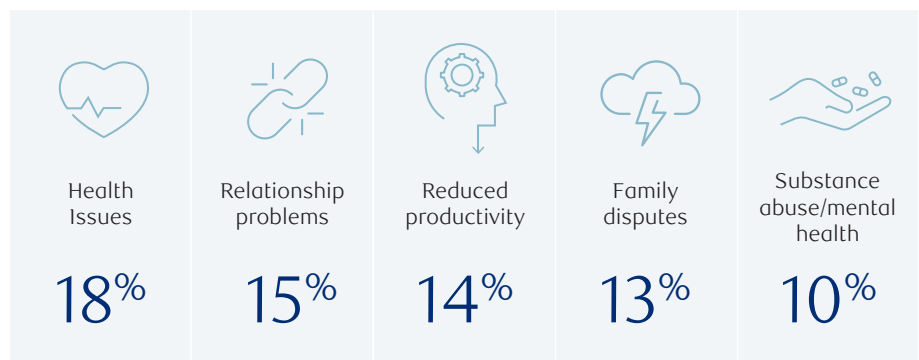 Health
Issues
18%
Relationship
problems
15%
Reduced
productivity
14%
Family
disputes
13%
Substance
abuse/mental
health
10%